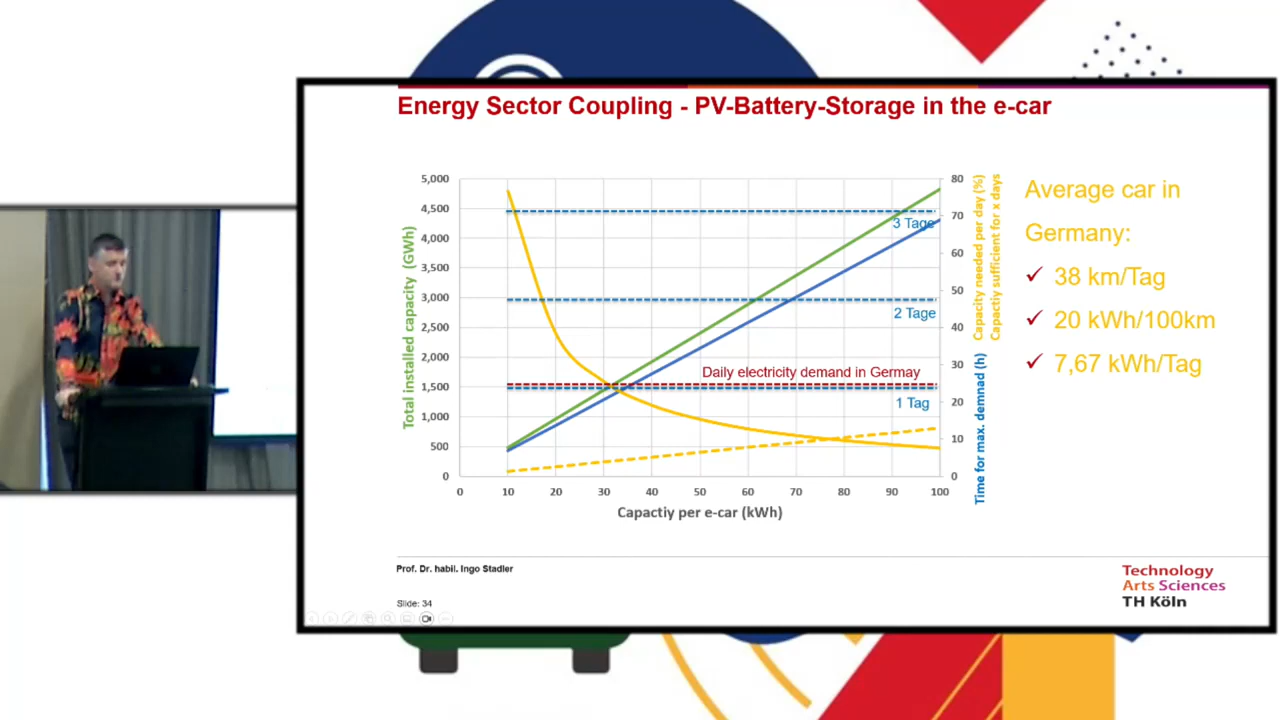 Energy Sector Coupling - PV-Battery-Storage in the e-car
Total installed capacity (GWh)
5,000
4,500
4,000
3,500
3,000
2,500
2,000
1,500
1,000
500
0
0 10 20 30 40 50 60 70 80 90 100
Capactiy per e-car (kWh)
3 Tage
2 Tage
Daily electricity demand in Germay
1 Tag
80
70
60
50
40
30
20
10
0
Time for max. demnad (h)
Capacity needed per day (%)
Capactiy sufficient for x days
Average car in
Germany:
38 km/Tag
20 kWh/100km
7,67 kWh/Tag
Prof. Dr. habil. Ingo Stadler
Slide: 34
Technology
Arts Sciences
TH Köln